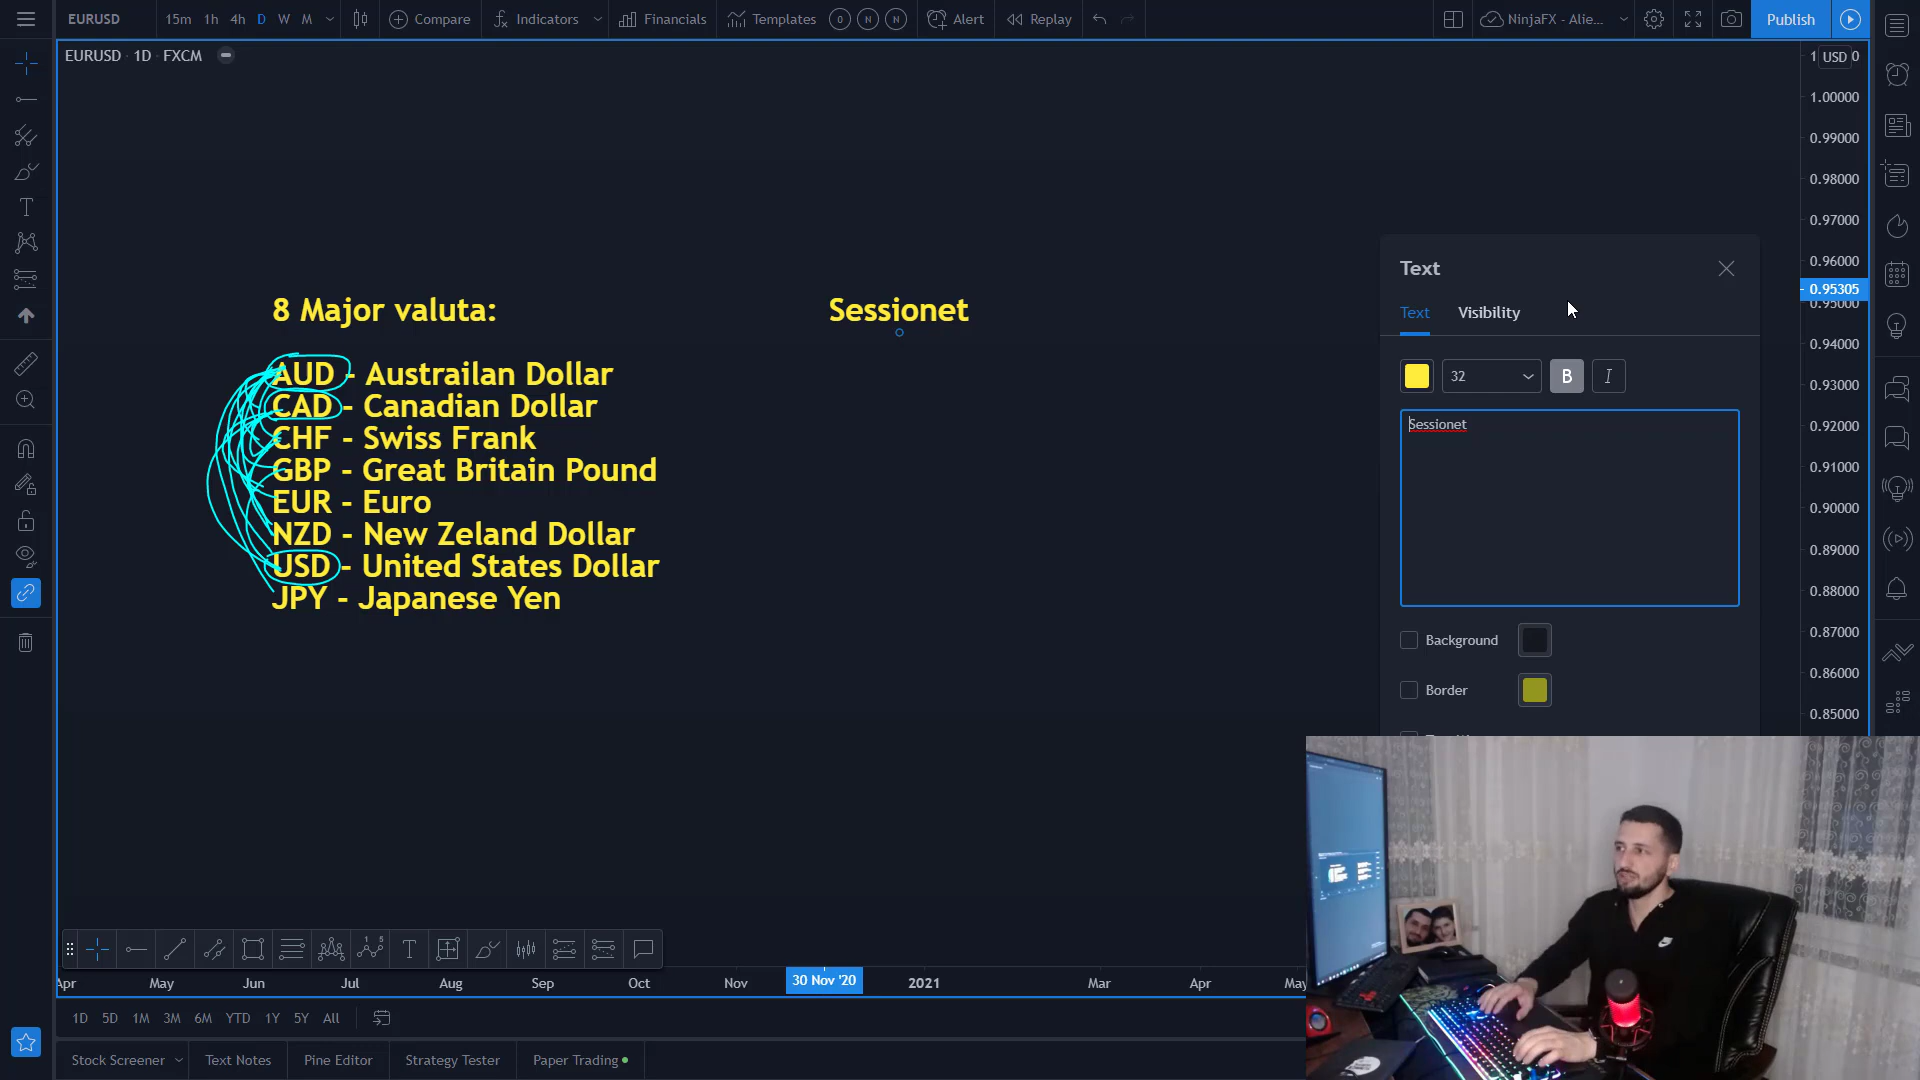 EURUSD 15m 1h 4h D W M Compare Indicators Financials Templates O N N Alert Replay NinjaFX - Alie... Publish
EURUSD · 1D · FXCM
USD
1.00000
0.99000
0.98000
0.97000
0.96000
0.95305
0.95000
0.94000
0.93000
0.92000
0.91000
0.90000
0.89000
0.88000
0.87000
0.86000
0.85000
8 Major valuta:
AUD - Austrailan Dollar
CAD - Canadian Dollar
CHF - Swiss Frank
GBP - Great Britain Pound
EUR - Euro
NZD - New Zeland Dollar
USD - United States Dollar
JPY - Japanese Yen
Sessionet
Text
Text Visibility
32 B I
Sessionet
Background
Border
Apr May Jun Jul Aug Sep Oct Nov 30 Nov '20 2021 Mar Apr May
1D 5D 1M 3M 6M YTD 1Y 5Y All
Stock Screener Text Notes Pine Editor Strategy Tester Paper Trading